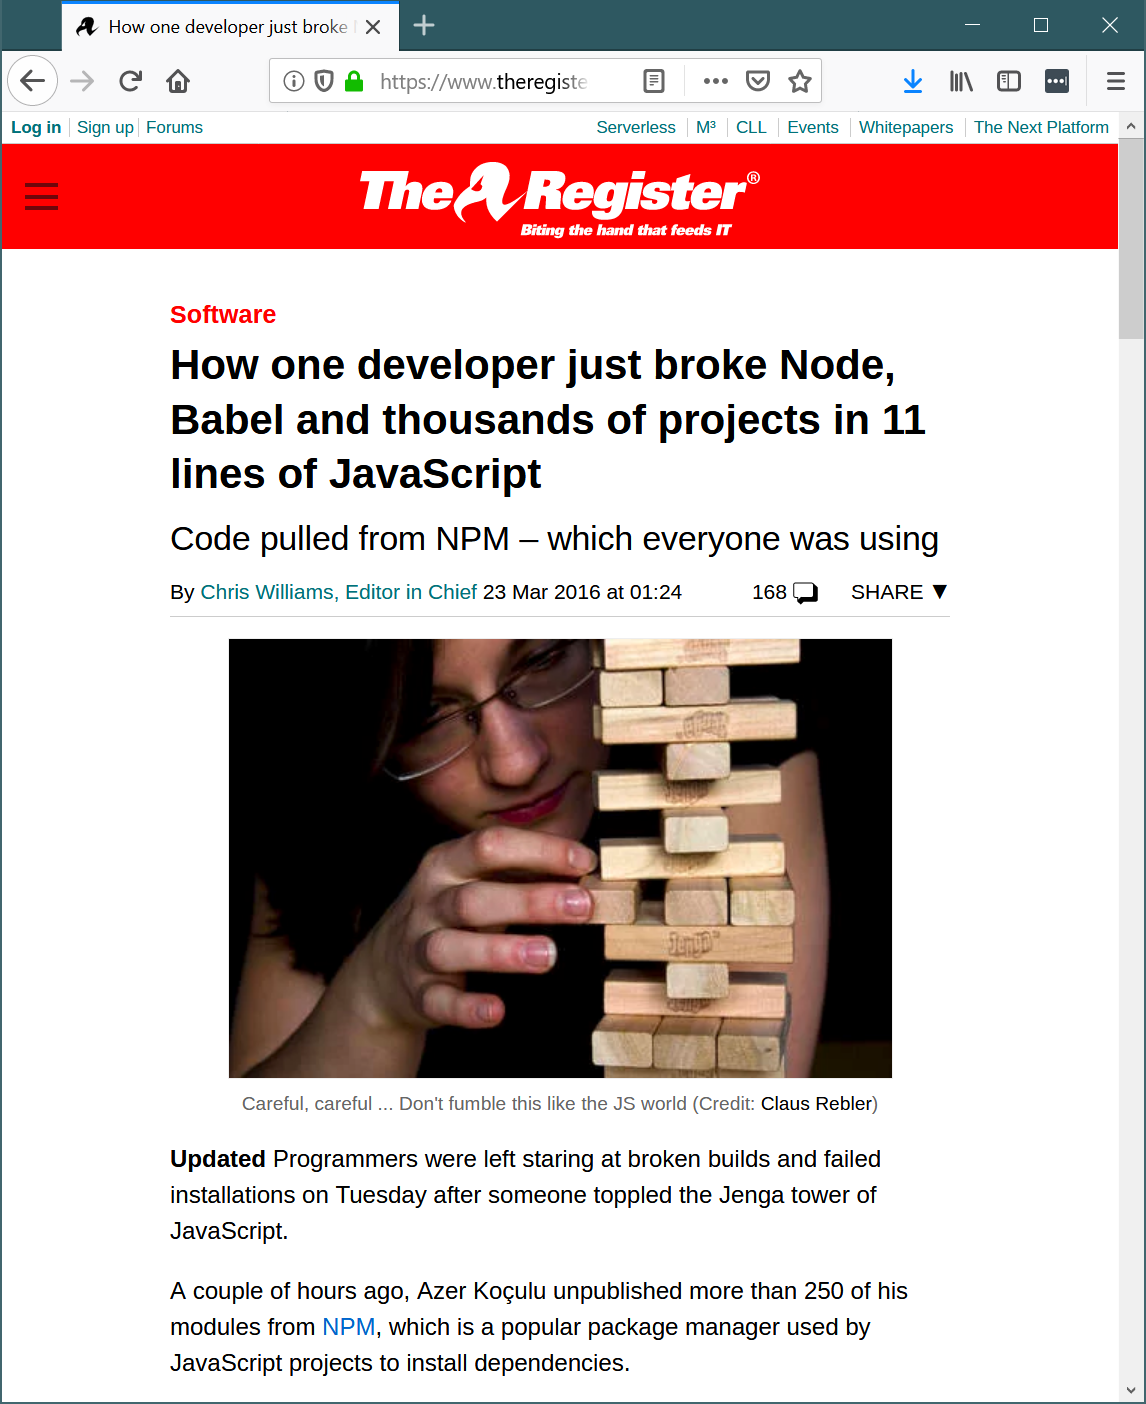 How one developer just broke
https://www.theregiste
Log in Sign up Forums Serverless M³ CLL Events Whitepapers The Next Platform
The Register®
Biting the hand that feeds IT
Software
How one developer just broke Node,
Babel and thousands of projects in 11
lines of JavaScript
Code pulled from NPM – which everyone was using
By Chris Williams, Editor in Chief 23 Mar 2016 at 01:24 168 SHARE ▼
Jenga
Careful, careful ... Don't fumble this like the JS world (Credit: Claus Rebler)
Updated Programmers were left staring at broken builds and failed
installations on Tuesday after someone toppled the Jenga tower of
JavaScript.
A couple of hours ago, Azer Koçulu unpublished more than 250 of his
modules from NPM, which is a popular package manager used by
JavaScript projects to install dependencies.